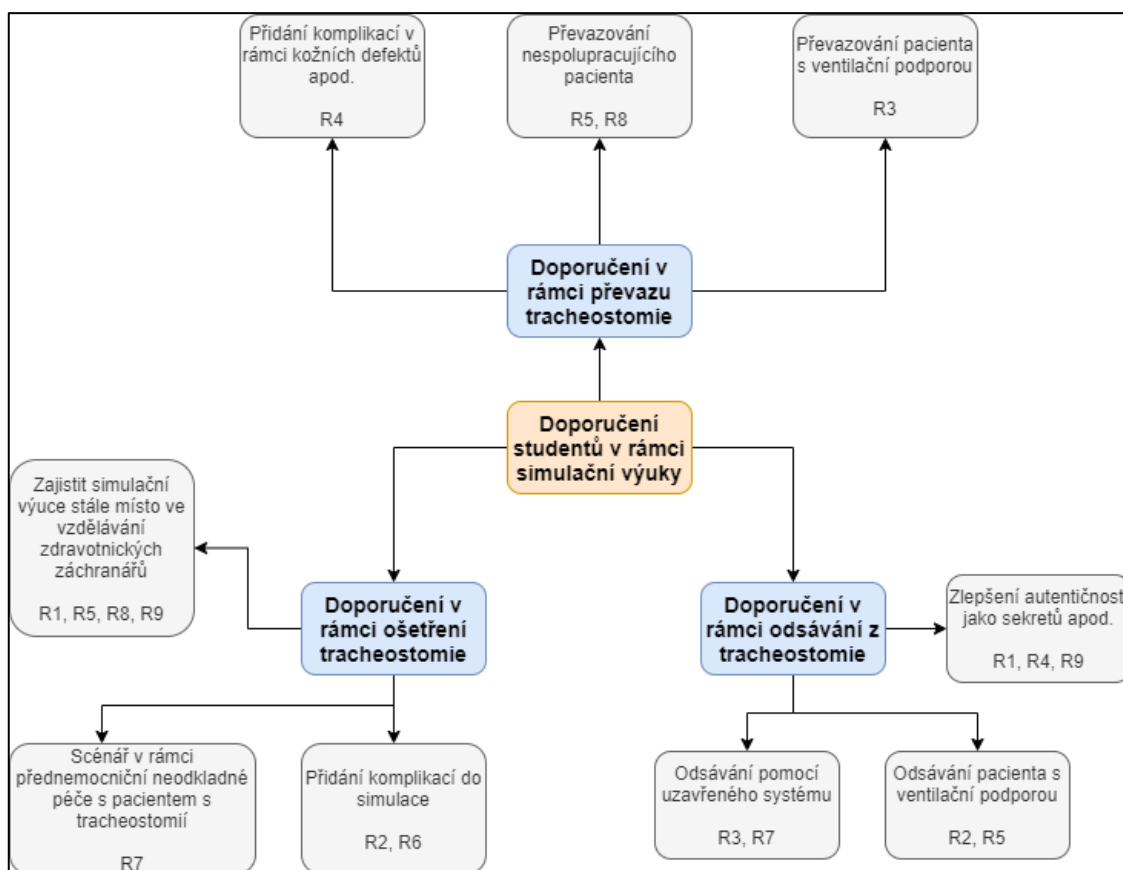 Přidání komplikací v
rámci kožních defektů
apod.
R4
Převazování
nespolupracujícího
pacienta
R5, R8
Převazování pacienta
s ventilační podporou
R3
Doporučení v
rámci převazu
tracheostomie
Doporučení
studentů v rámci
simulační výuky
Zajistit simulační
výuce stále místo ve
vzdělávání
zdravotnických
záchranářů
R1, R5, R8, R9
Doporučení v
rámci ošetření
tracheostomie
Doporučení v
rámci odsávání z
tracheostomie
Zlepšení autentičnost
jako sekretů apod.
R1, R4, R9
Scénář v rámci
přednemocniční neodkladné
péče s pacientem s
tracheostomií
R7
Přidání komplikací do
simulace
R2, R6
Odsávání pomocí
uzavřeného systému
R3, R7
Odsávání pacienta s
ventilační podporou
R2, R5